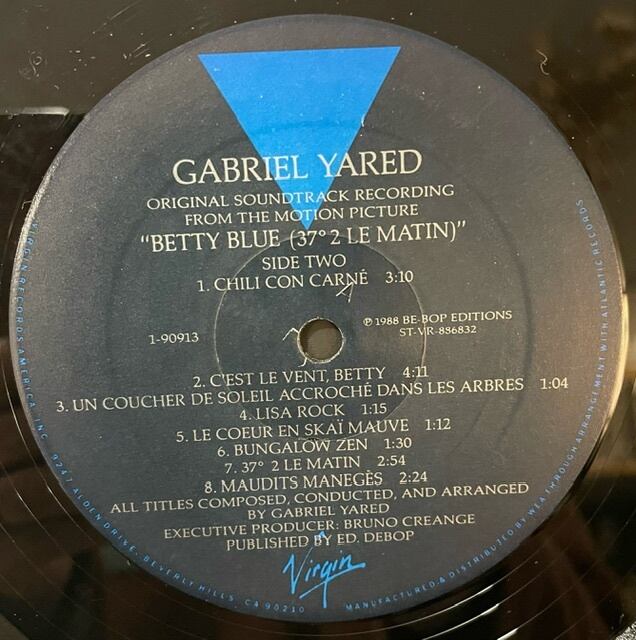 GABRIEL YARED
ORIGINAL SOUNDTRACK RECORDING
FROM THE MOTION PICTURE
"BETTY BLUE (37° 2 LE MATIN)"
SIDE TWO
1. CHILI CON CARNÉ 3:10
1-90913
℗ 1988 BE-BOP EDITIONS
ST-VR-886832
2. C'EST LE VENT, BETTY 4:11
3. UN COUCHER DE SOLEIL ACCROCHÉ DANS LES ARBRES 1:04
4. LISA ROCK 1:15
5. LE COEUR EN SKAÏ MAUVE 1:12
6. BUNGALOW ZEN 1:30
7. 37° 2 LE MATIN 2:54
8. MAUDITS MANEGÈS 2:24
ALL TITLES COMPOSED, CONDUCTED, AND ARRANGED
BY GABRIEL YARED
EXECUTIVE PRODUCER: BRUNO CREANGE
PUBLISHED BY ED. DEBOP
Virgin
VIRGIN RECORDS AMERICA, INC. 9247 ALDEN DRIVE, BEVERLY HILLS, CA 90210
MANUFACTURED & DISTRIBUTED BY WEA THROUGH ARRANGEMENT WITH ATLANTIC RECORDS